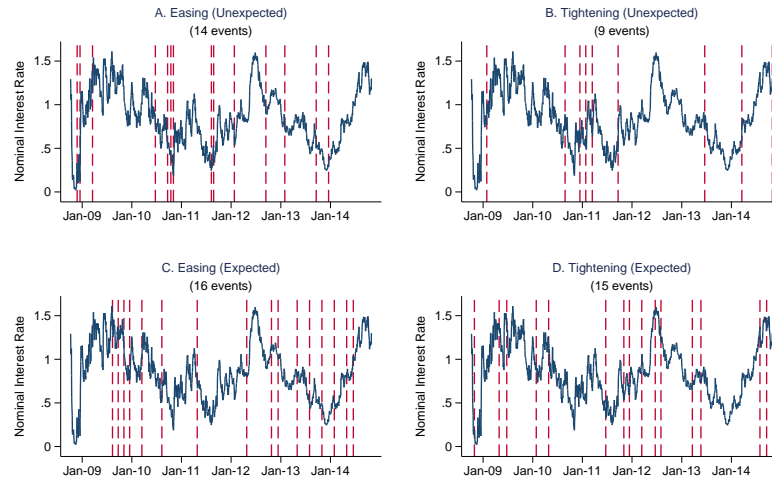 A. Easing (Unexpected)
(14 events)
Nominal Interest Rate
1.5
1
.5
0
Jan-09 Jan-10 Jan-11 Jan-12 Jan-13 Jan-14
B. Tightening (Unexpected)
(9 events)
Nominal Interest Rate
1.5
1
.5
0
Jan-09 Jan-10 Jan-11 Jan-12 Jan-13 Jan-14
C. Easing (Expected)
(16 events)
Nominal Interest Rate
1.5
1
.5
0
Jan-09 Jan-10 Jan-11 Jan-12 Jan-13 Jan-14
D. Tightening (Expected)
(15 events)
Nominal Interest Rate
1.5
1
.5
0
Jan-09 Jan-10 Jan-11 Jan-12 Jan-13 Jan-14